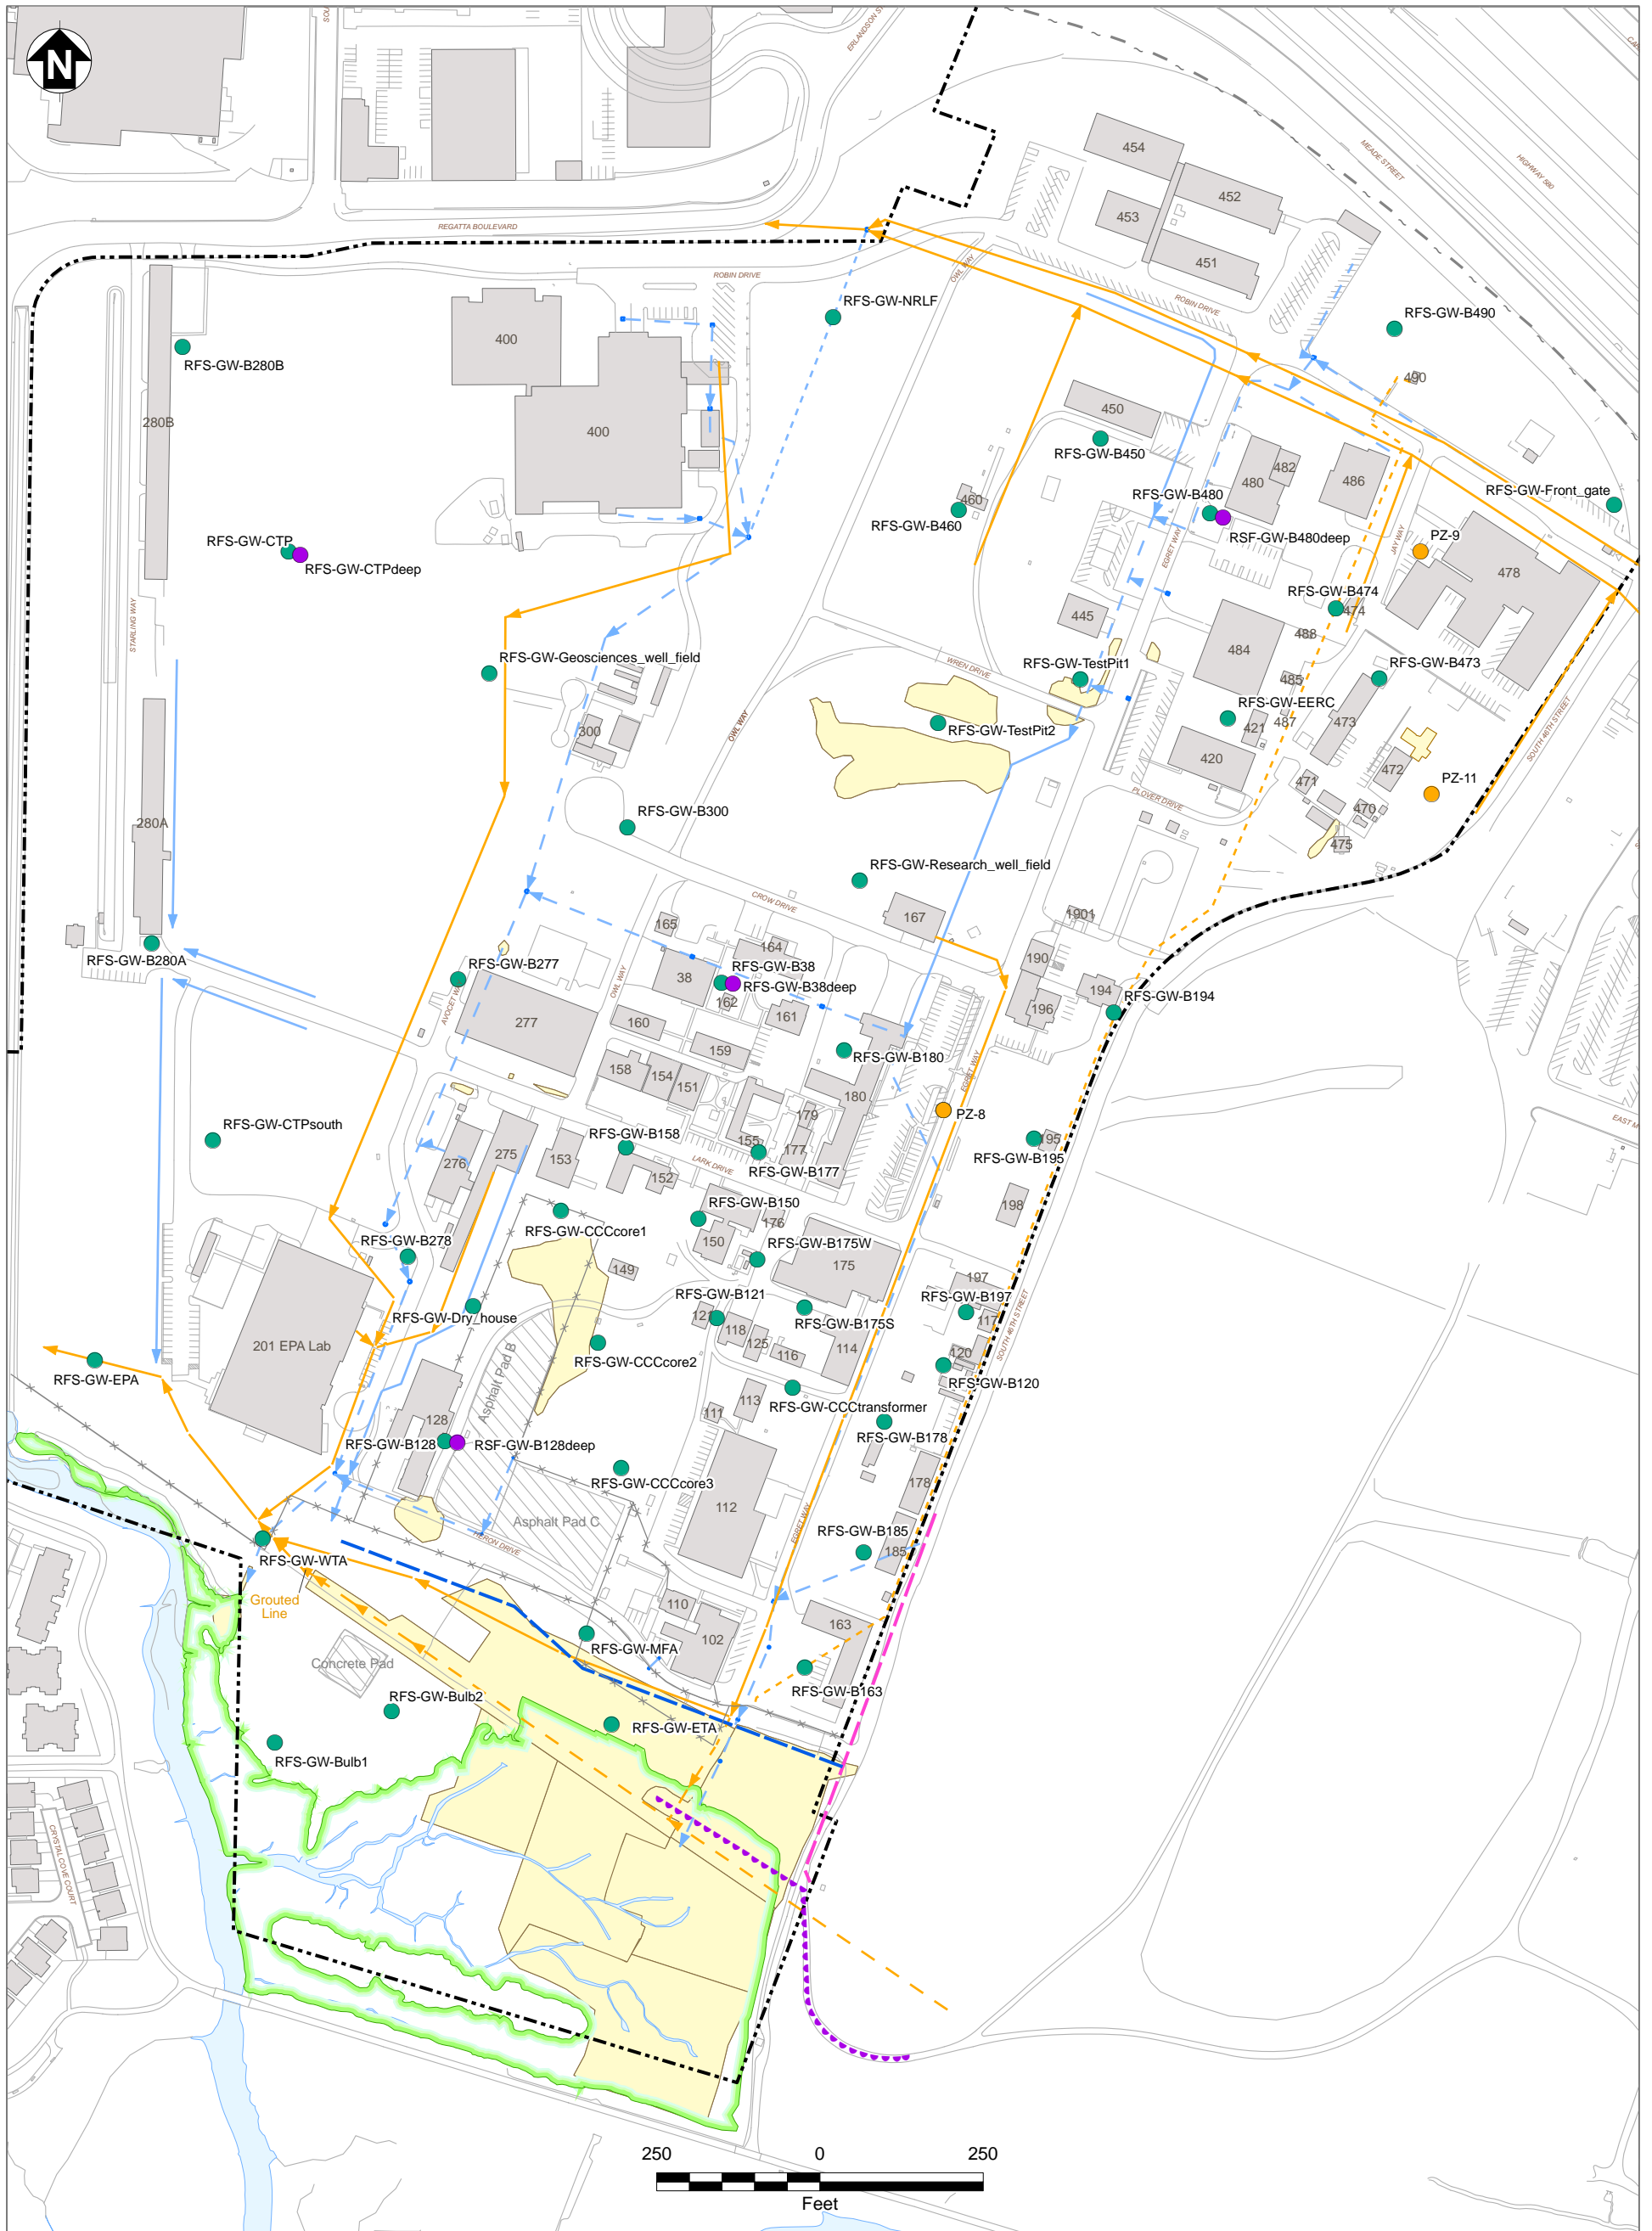 N
SOU
ERLANDSON ST
CA
MEADE STREET
HIGHWAY 580
454
452
453
451
REGATTA BOULEVARD
OWL WAY
ROBIN DRIVE
ROBIN DRIVE
RFS-GW-NRLF
RFS-GW-B490
400
RFS-GW-B280B
280B
490
450
400
RFS-GW-B450
482
480
486
460
RFS-GW-B480
RFS-GW-Front_gate
RFS-GW-B460
RSF-GW-B480deep
RFS-GW-CTP
RFS-GW-CTPdeep
EGRET WAY
JAY WAY
PZ-9
478
RFS-GW-B474
474
STARLING WAY
445
488
484
RFS-GW-Geosciences_well_field
WREN DRIVE
RFS-GW-TestPit1
RFS-GW-B473
485
RFS-GW-EERC
OWL WAY
300
RFS-GW-TestPit2
421
487
473
SOUTH 46TH STREET
420
472
471
PZ-11
PLOVER DRIVE
470
280A
RFS-GW-B300
475
RFS-GW-Research_well_field
CROW DRIVE
167
1901
165
164
RFS-GW-B280A
190
RFS-GW-B277
OWL WAY
38
RFS-GW-B38
RFS-GW-B38deep
194
RFS-GW-B194
AVOCET WAY
162
196
277
160
161
159
RFS-GW-B180
158
154
151
EGRET WAY
180
179
PZ-8
RFS-GW-CTPsouth
RFS-GW-B158
155
177
195
EAST M
276
275
153
LARK DRIVE
RFS-GW-B177
RFS-GW-B195
152
198
RFS-GW-B150
RFS-GW-CCCcore1
176
RFS-GW-B278
150
RFS-GW-B175W
149
175
197
RFS-GW-B121
RFS-GW-B197
RFS-GW-Dry_house
121
118
RFS-GW-B175S
117
201 EPA Lab
Asphalt Pad B
125
114
SOUTH 46TH STREET
RFS-GW-CCCcore2
116
120
RFS-GW-EPA
RFS-GW-B120
RFS-GW-CCCtransformer
113
111
128
RFS-GW-B128
RSF-GW-B128deep
RFS-GW-B178
RFS-GW-CCCcore3
178
112
Asphalt Pad C
EGRET WAY
RFS-GW-B185
HERON DRIVE
185
RFS-GW-WTA
Grouted
Line
110
163
RFS-GW-MFA
102
Concrete Pad
RFS-GW-B163
RFS-GW-Bulb2
RFS-GW-ETA
RFS-GW-Bulb1
CRYSTAL COVE COURT
250
0
250
Feet